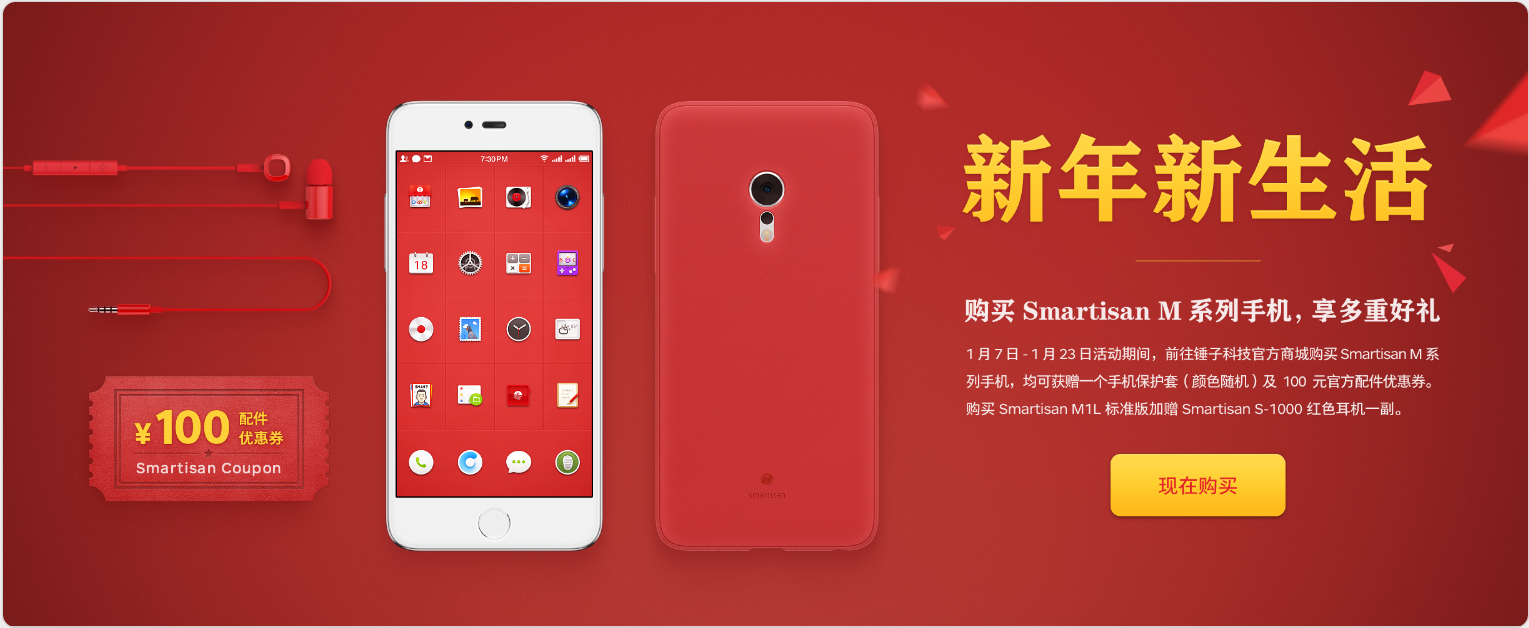 7:30 PM
18
¥100 配件
优惠券
Smartisan Coupon
smartisan
新年新生活
购买 Smartisan M 系列手机，享多重好礼
1 月 7 日 - 1 月 23 日活动期间，前往锤子科技官方商城购买 Smartisan M 系
列手机，均可获赠一个手机保护套（颜色随机）及 100 元官方配件优惠券。
购买 Smartisan M1L 标准版加赠 Smartisan S-1000 红色耳机一副。
现在购买